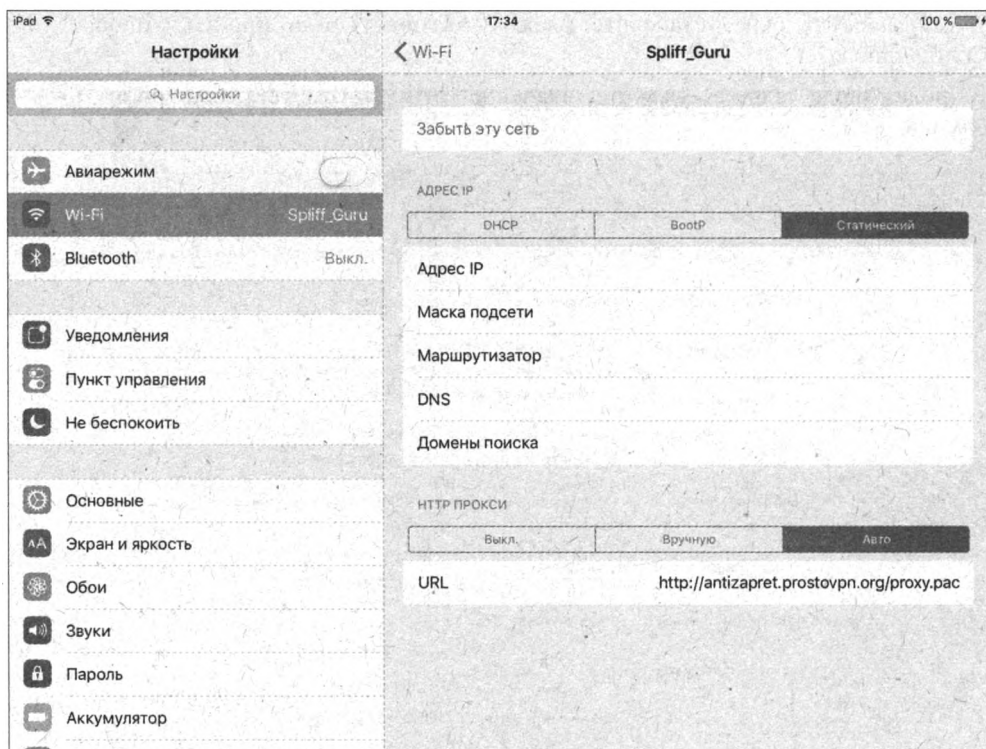 iPad 17:34 100 %
Настройки
Настройки
Авиарежим
Wi-Fi Spliff_Guru
Bluetooth Выкл.
Уведомления
Пункт управления
Не беспокоить
Основные
AA Экран и яркость
Обои
Звуки
Пароль
Аккумулятор
Wi-Fi Spliff_Guru
Забыть эту сеть
АДРЕС IP
DHCP BootP Статический
Адрес IP
Маска подсети
Маршрутизатор
DNS
Домены поиска
HTTP ПРОКСИ
Выкл. Вручную Авто
URL http://antizapret.prostovpn.org/proxy.pac